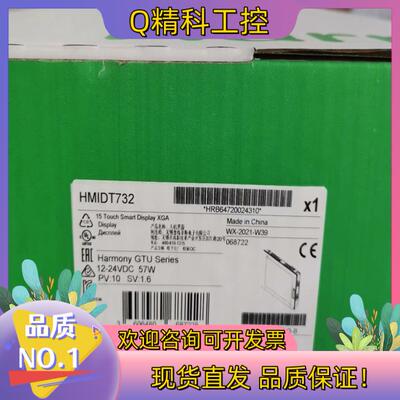 Q精科工控
HMIDT732
*HRB64720024310*
x1
15 Touch Smart Display XGA
Made in China
Display
Дисплей
WX-2021-W39
068722
Harmony GTU Series
12-24VDC 57W
PV:10 SV:1.6
品质
NO.1
欢迎咨询可开发票
现货直发 品质保证!